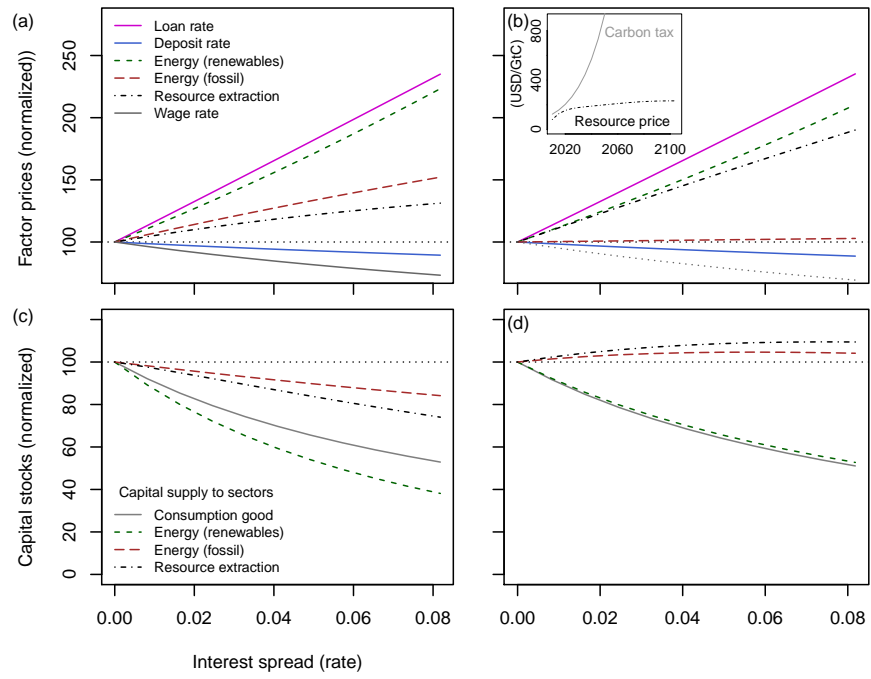 (a)
Loan rate
Deposit rate
Energy (renewables)
Energy (fossil)
Resource extraction
Wage rate
Factor prices (normalized))
100
150
200
250
(b)
Carbon tax
Resource price
(USD/GtC)
0
400
800
2020
2060
2100
(c)
Capital supply to sectors
Consumption good
Energy (renewables)
Energy (fossil)
Resource extraction
Capital stocks (normalized)
0
20
40
60
80
100
0.00
0.02
0.04
0.06
0.08
Interest spread (rate)
(d)
0.00
0.02
0.04
0.06
0.08